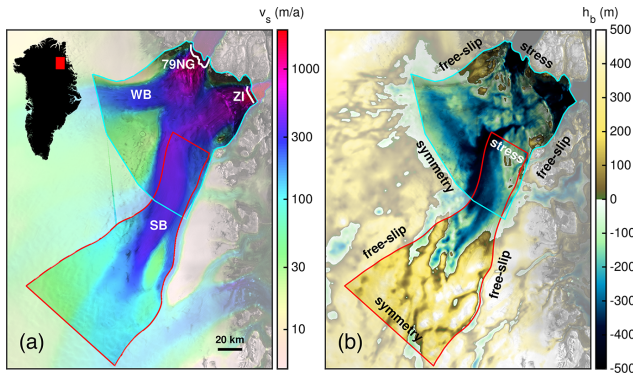 v_s (m/a)
h_b (m)
79NG
WB
ZI
SB
(a)
20 km
1000
300
100
30
10
free-slip
stress
stress
free-slip
symmetry
free-slip
free-slip
symmetry
(b)
500
400
300
200
100
0
-100
-200
-300
-400
-500